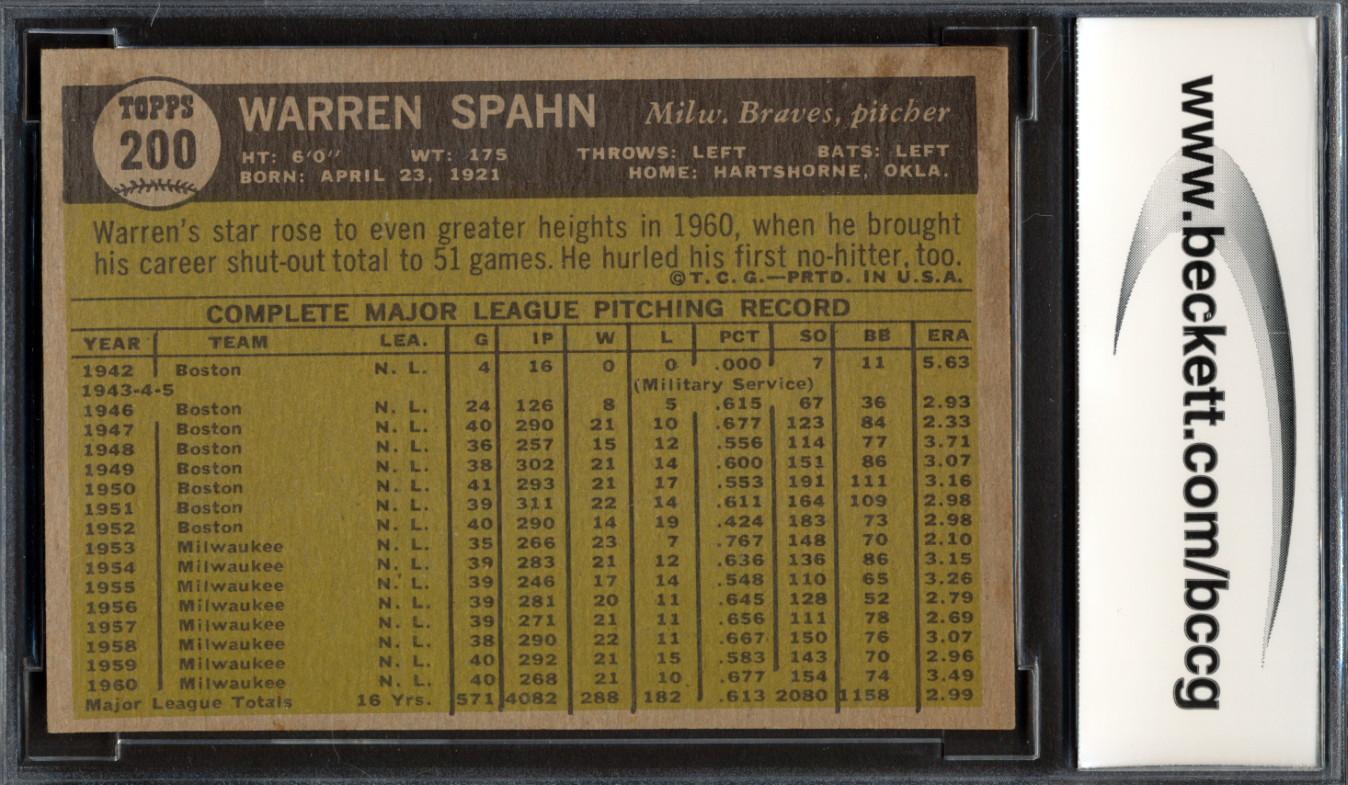 TOPPS
200
WARREN SPAHN Milw. Braves, pitcher
HT: 6'0" WT: 175 THROWS: LEFT BATS: LEFT
BORN: APRIL 23, 1921 HOME: HARTSHORNE, OKLA.
Warren's star rose to even greater heights in 1960, when he brought
his career shut-out total to 51 games. He hurled his first no-hitter, too.
©T.C.G.—PRTD. IN U.S.A.
COMPLETE MAJOR LEAGUE PITCHING RECORD
YEAR TEAM LEA. G IP W L PCT SO BB ERA
1942 Boston N. L. 4 16 0 0 .000 7 11 5.63
1943-4-5 (Military Service)
1946 Boston N. L. 24 126 8 5 .615 67 36 2.93
1947 Boston N. L. 40 290 21 10 .677 123 84 2.33
1948 Boston N. L. 36 257 15 12 .556 114 77 3.71
1949 Boston N. L. 38 302 21 14 .600 151 86 3.07
1950 Boston N. L. 41 293 21 17 .553 191 111 3.16
1951 Boston N. L. 39 311 22 14 .611 164 109 2.98
1952 Boston N. L. 40 290 14 19 .424 183 73 2.98
1953 Milwaukee N. L. 35 266 23 7 .767 148 70 2.10
1954 Milwaukee N. L. 39 283 21 12 .636 136 86 3.15
1955 Milwaukee N. L. 39 246 17 14 .548 110 65 3.26
1956 Milwaukee N. L. 39 281 20 11 .645 128 52 2.79
1957 Milwaukee N. L. 39 271 21 11 .656 111 78 2.69
1958 Milwaukee N. L. 38 290 22 11 .667 150 76 3.07
1959 Milwaukee N. L. 40 292 21 15 .583 143 70 2.96
1960 Milwaukee N. L. 40 268 21 10 .677 154 74 3.49
Major League Totals 16 Yrs. 571 4082 288 182 .613 2080 1158 2.99
www.beckett.com/bccg